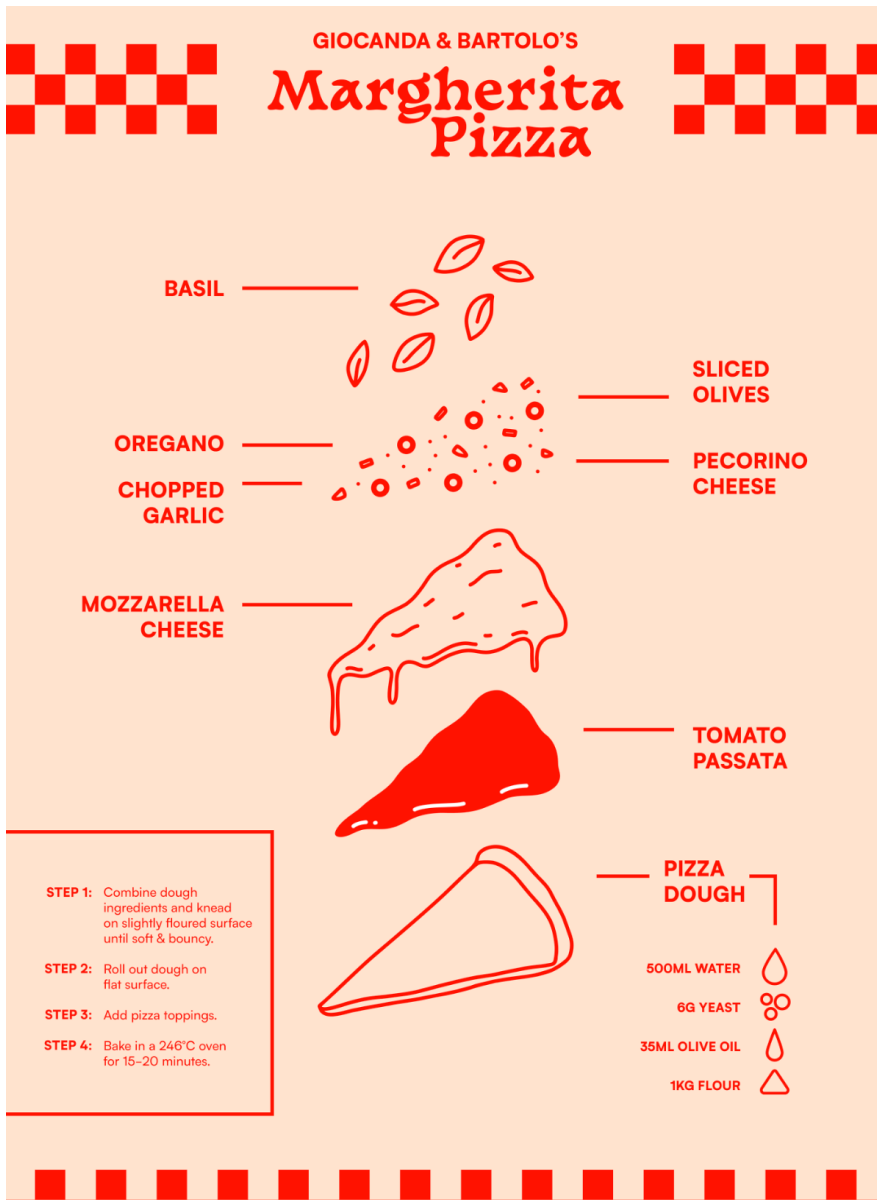 GIOCANDA & BARTOLO'S
Margherita
Pizza
BASIL
SLICED
OLIVES
OREGANO
PECORINO
CHEESE
CHOPPED
GARLIC
MOZZARELLA
CHEESE
TOMATO
PASSATA
PIZZA
DOUGH
500ML WATER
6G YEAST
35ML OLIVE OIL
1KG FLOUR
STEP 1: Combine dough
ingredients and knead
on slightly floured surface
until soft & bouncy.
STEP 2: Roll out dough on
flat surface.
STEP 3: Add pizza toppings.
STEP 4: Bake in a 246°C oven
for 15–20 minutes.